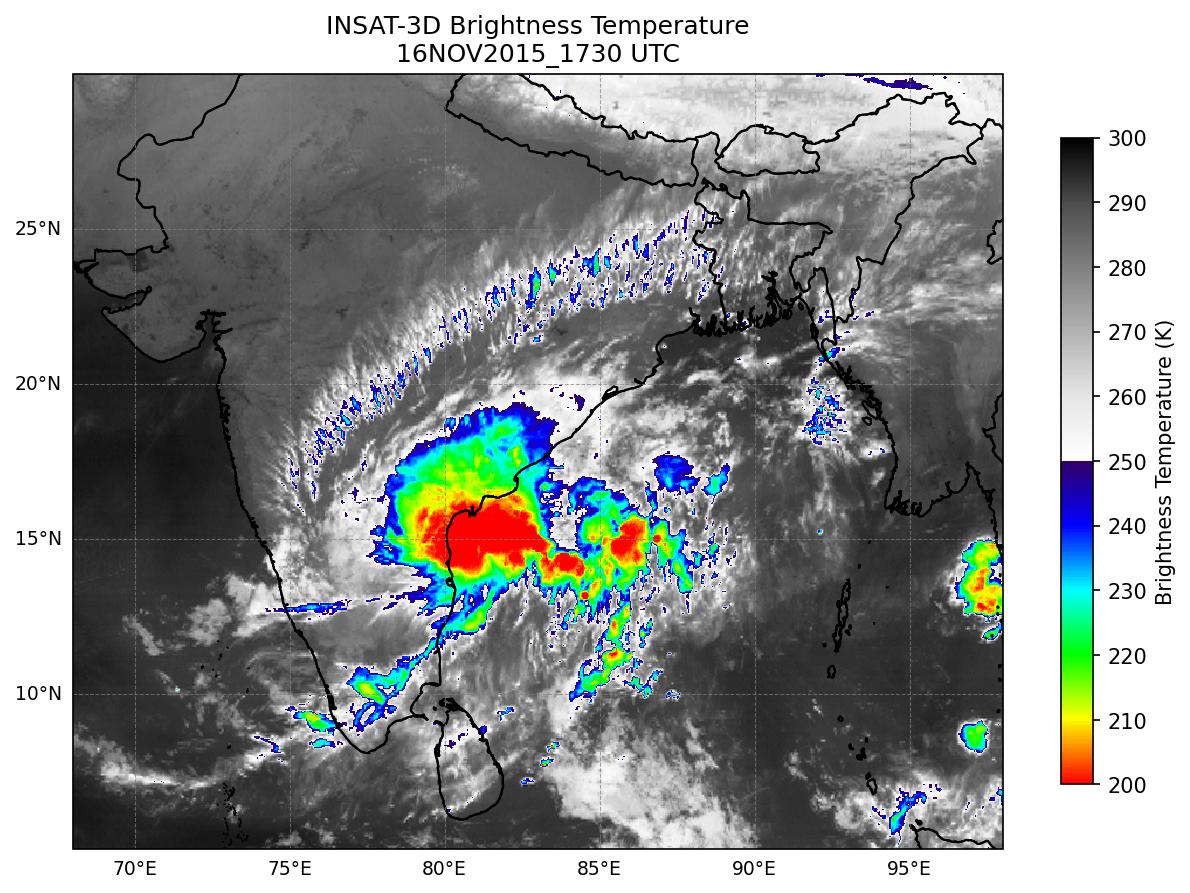 INSAT-3D Brightness Temperature
16NOV2015_1730 UTC
25°N
20°N
15°N
10°N
70°E
75°E
80°E
85°E
90°E
95°E
300
290
280
270
260
250
240
230
220
210
200
Brightness Temperature (K)